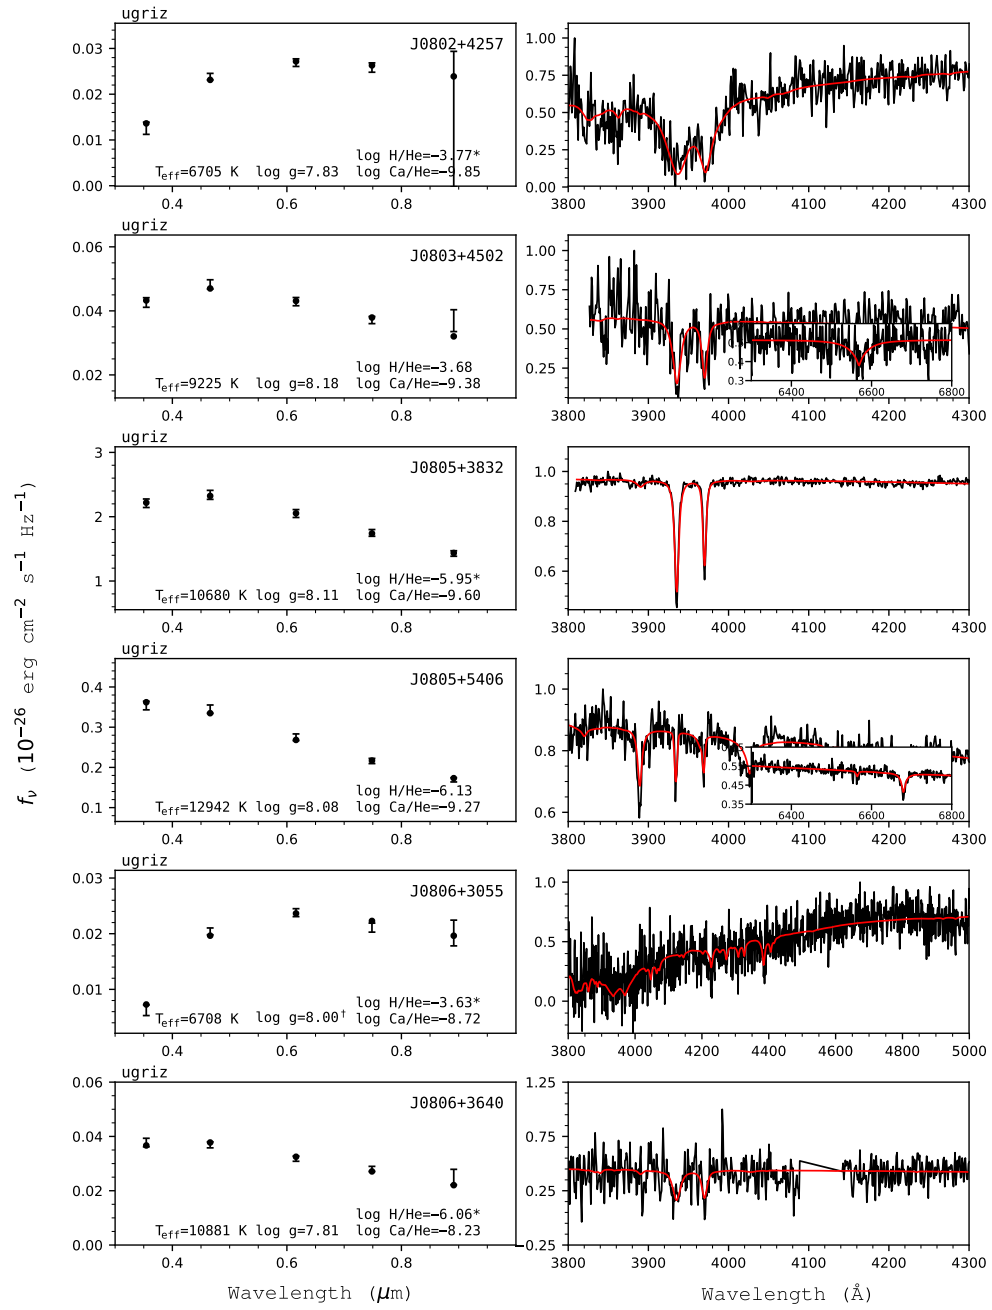 ugriz
J0802+4257
0.03
0.02
0.01
0.00
log H/He=−3.77*
Teff=6705 K log g=7.83 log Ca/He=−9.85
0.4 0.6 0.8
1.00
0.75
0.50
0.25
0.00
3800 3900 4000 4100 4200 4300
ugriz
J0803+4502
0.06
0.04
0.02
log H/He=−3.68
Teff=9225 K log g=8.18 log Ca/He=−9.38
0.4 0.6 0.8
1.00
0.75
0.50
0.25
0.4
0.3
6400 6600 6800
3800 3900 4000 4100 4200 4300
ugriz
J0805+3832
3
2
1
log H/He=−5.95*
Teff=10680 K log g=8.11 log Ca/He=−9.60
0.4 0.6 0.8
1.0
0.8
0.6
3800 3900 4000 4100 4200 4300
fν (10−26 erg cm−2 s−1 Hz−1)
ugriz
J0805+5406
0.4
0.3
0.2
0.1
log H/He=−6.13
Teff=12942 K log g=8.08 log Ca/He=−9.27
0.4 0.6 0.8
1.0
0.8
0.6
0.55
0.45
0.35
6400 6600 6800
3800 3900 4000 4100 4200 4300
ugriz
J0806+3055
0.03
0.02
0.01
log H/He=−3.63*
Teff=6708 K log g=8.00† log Ca/He=−8.72
0.4 0.6 0.8
1.0
0.5
0.0
3800 4000 4200 4400 4600 4800 5000
ugriz
J0806+3640
0.06
0.04
0.02
0.00
log H/He=−6.06*
Teff=10881 K log g=7.81 log Ca/He=−8.23
0.4 0.6 0.8
1.25
0.75
0.25
−0.25
3800 3900 4000 4100 4200 4300
Wavelength (μm)
Wavelength (Å)